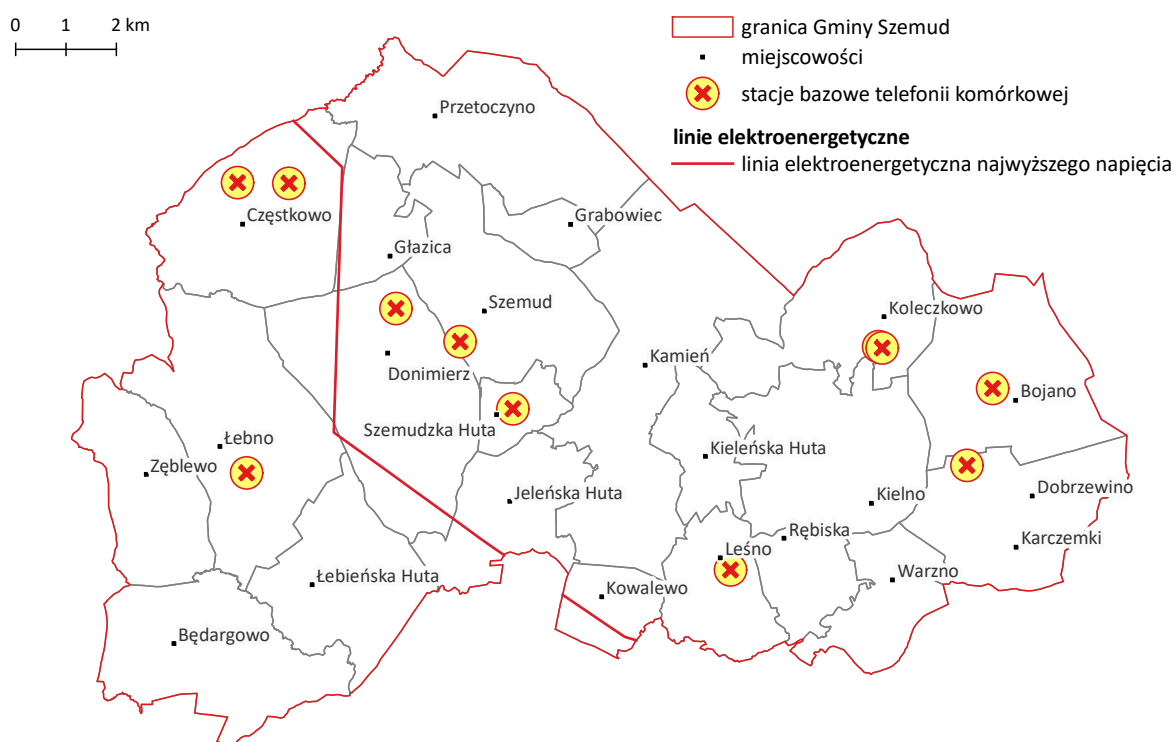 0 1 2 km
granica Gminy Szemud
miejscowości
stacje bazowe telefonii komórkowej
linie elektroenergetyczne
linia elektroenergetyczna najwyższego napięcia
Przetoczyno
Częstkowo
Grabowiec
Głazica
Szemud
Koleczkowo
Kamień
Donimierz
Bojano
Szemudzka Huta
Łebno
Kieleńska Huta
Zęblewo
Jeleńska Huta
Kielno
Dobrzewino
Rębiska
Karczemki
Leśno
Łebieńska Huta
Warzno
Kowalewo
Będargowo